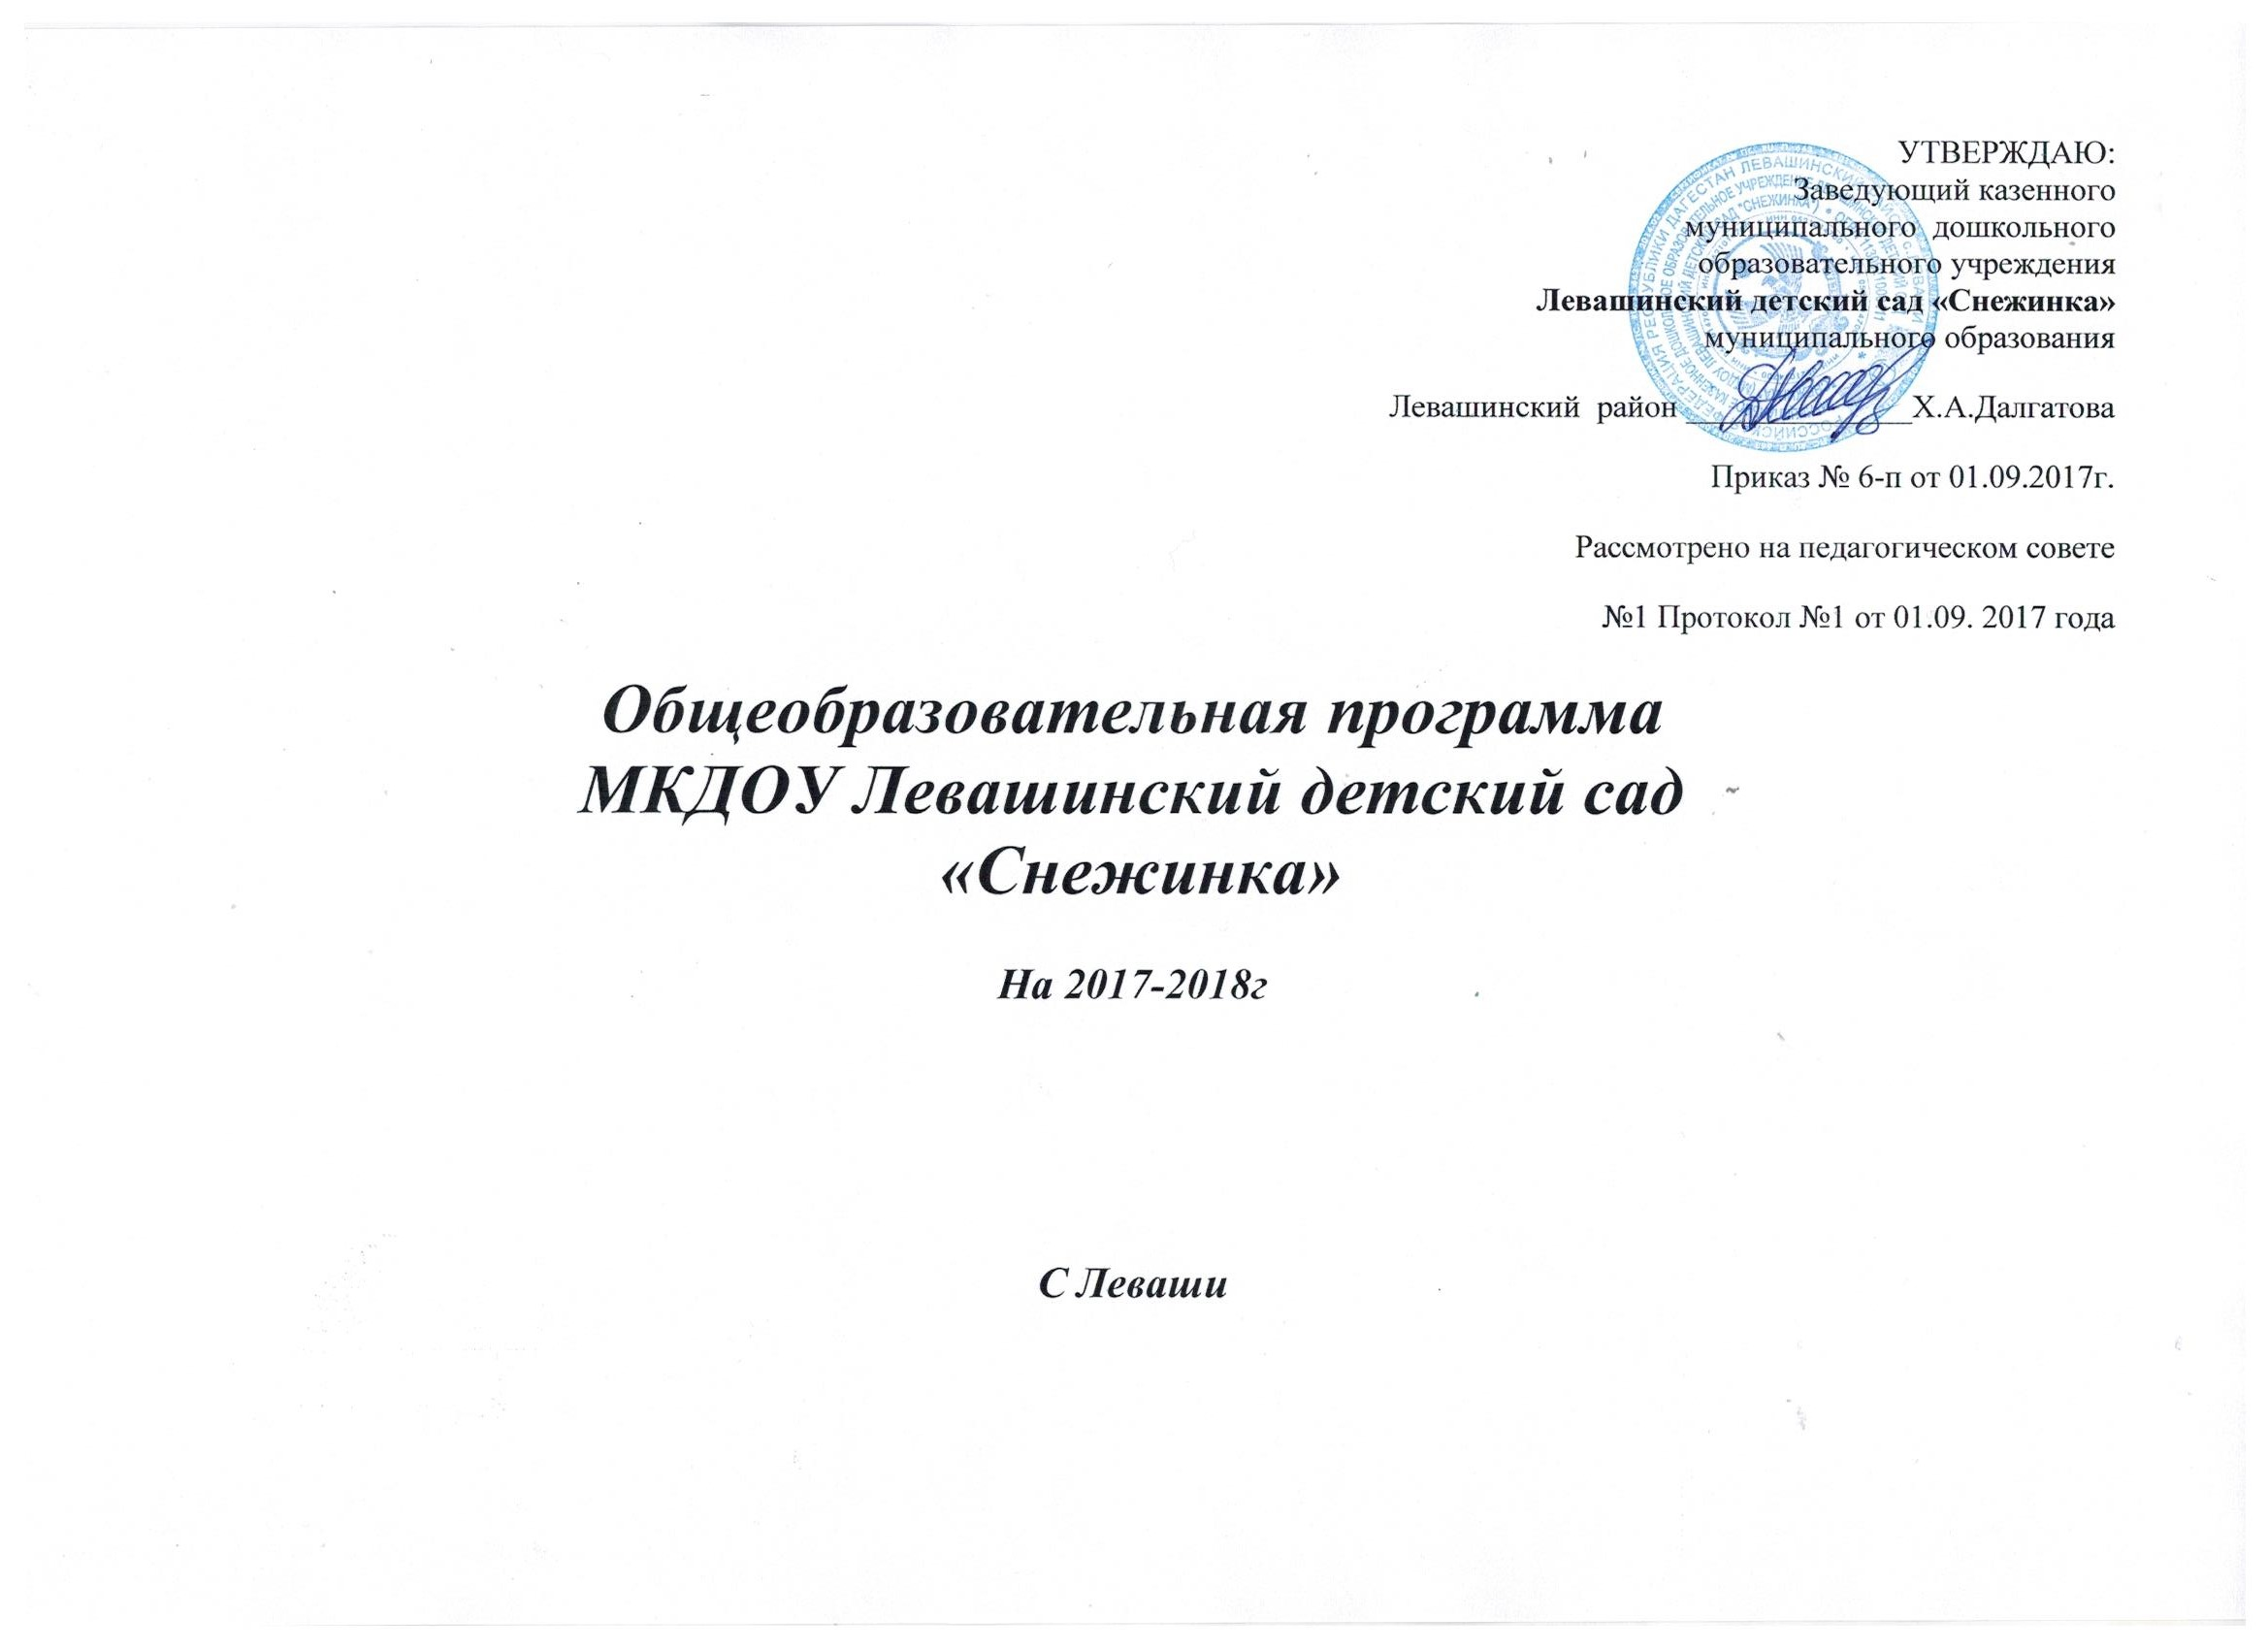 УТВЕРЖДАЮ:
Заведующий казенного
муниципального дошкольного
образовательного учреждения
Левашинский детский сад «Снежинка»
муниципального образования
Левашинский район ______________Х.А.Далгатова
Приказ № 6-п от 01.09.2017г.
Рассмотрено на педагогическом совете
№1 Протокол №1 от 01.09. 2017 года
Общеобразовательная программа
МКДОУ Левашинский детский сад
«Снежинка»
На 2017-2018г
С Леваши